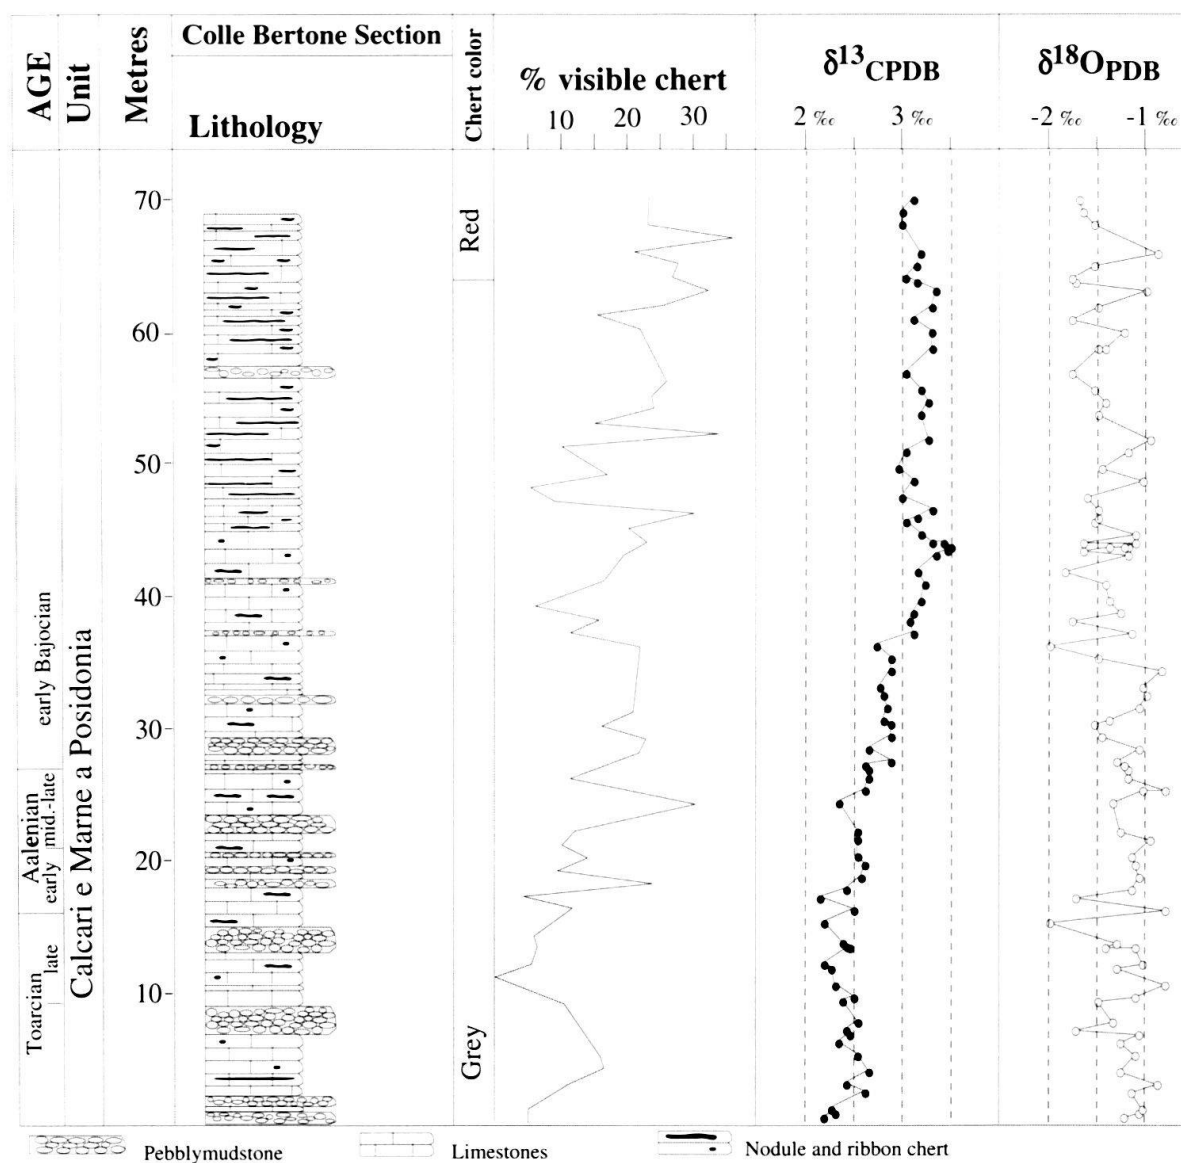 AGE
Unit
Metres
Colle Bertone Section
Lithology
Chert color
% visible chert
10 20 30
δ13CPDB
2 ‰ 3 ‰
δ18OPDB
-2 ‰ -1 ‰
70
60
50
40
30
20
10
early Bajocian
Aalenian
mid.-late
early
Toarcian
late
Calcari e Marne a Posidonia
Red
Grey
Pebblymudstone
Limestones
Nodule and ribbon chert